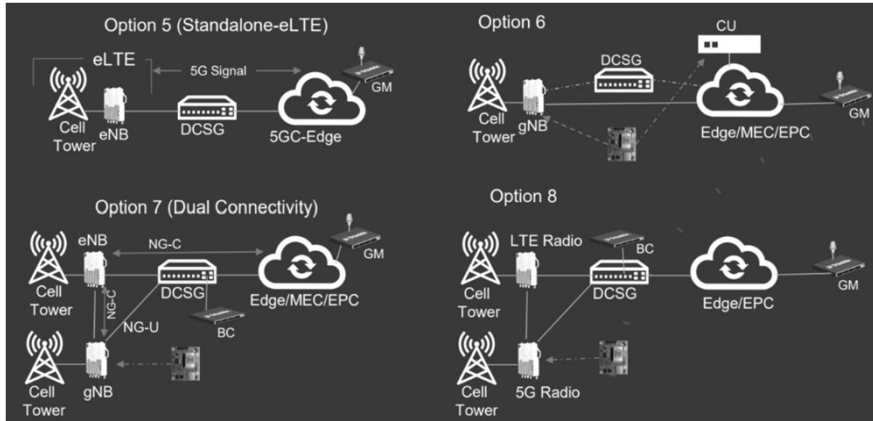 Option 5 (Standalone-eLTE)
eLTE
5G Signal
GM
Cell
Tower
eNB
DCSG
5GC-Edge
Option 6
CU
DCSG
Cell
Tower
gNB
Edge/MEC/EPC
GM
Option 7 (Dual Connectivity)
eNB
NG-C
GM
Cell
Tower
DCSG
Edge/MEC/EPC
NG-C
NG-U
BC
Cell
Tower
gNB
Option 8
LTE Radio
BC
Cell
Tower
DCSG
Edge/EPC
GM
Cell
Tower
5G Radio